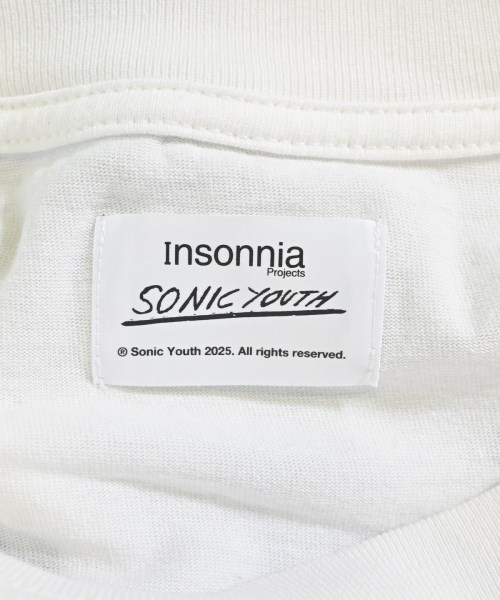 Insonnia
Projects
SONIC YOUTH
® Sonic Youth 2025. All rights reserved.